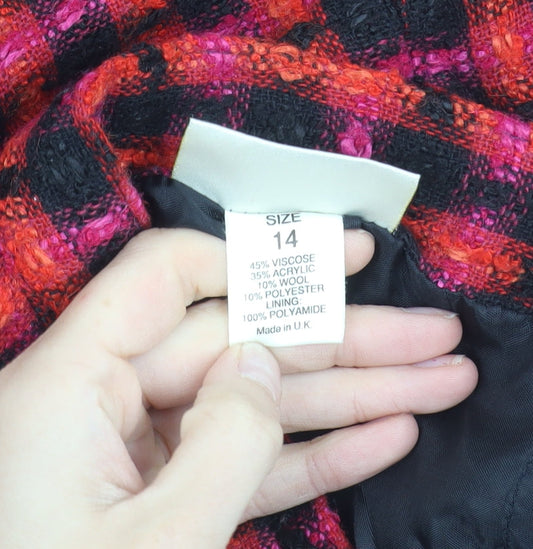 SIZE
14
45% VISCOSE
35% ACRYLIC
10% WOOL
10% POLYESTER
LINING:
100% POLYAMIDE
Made in U.K